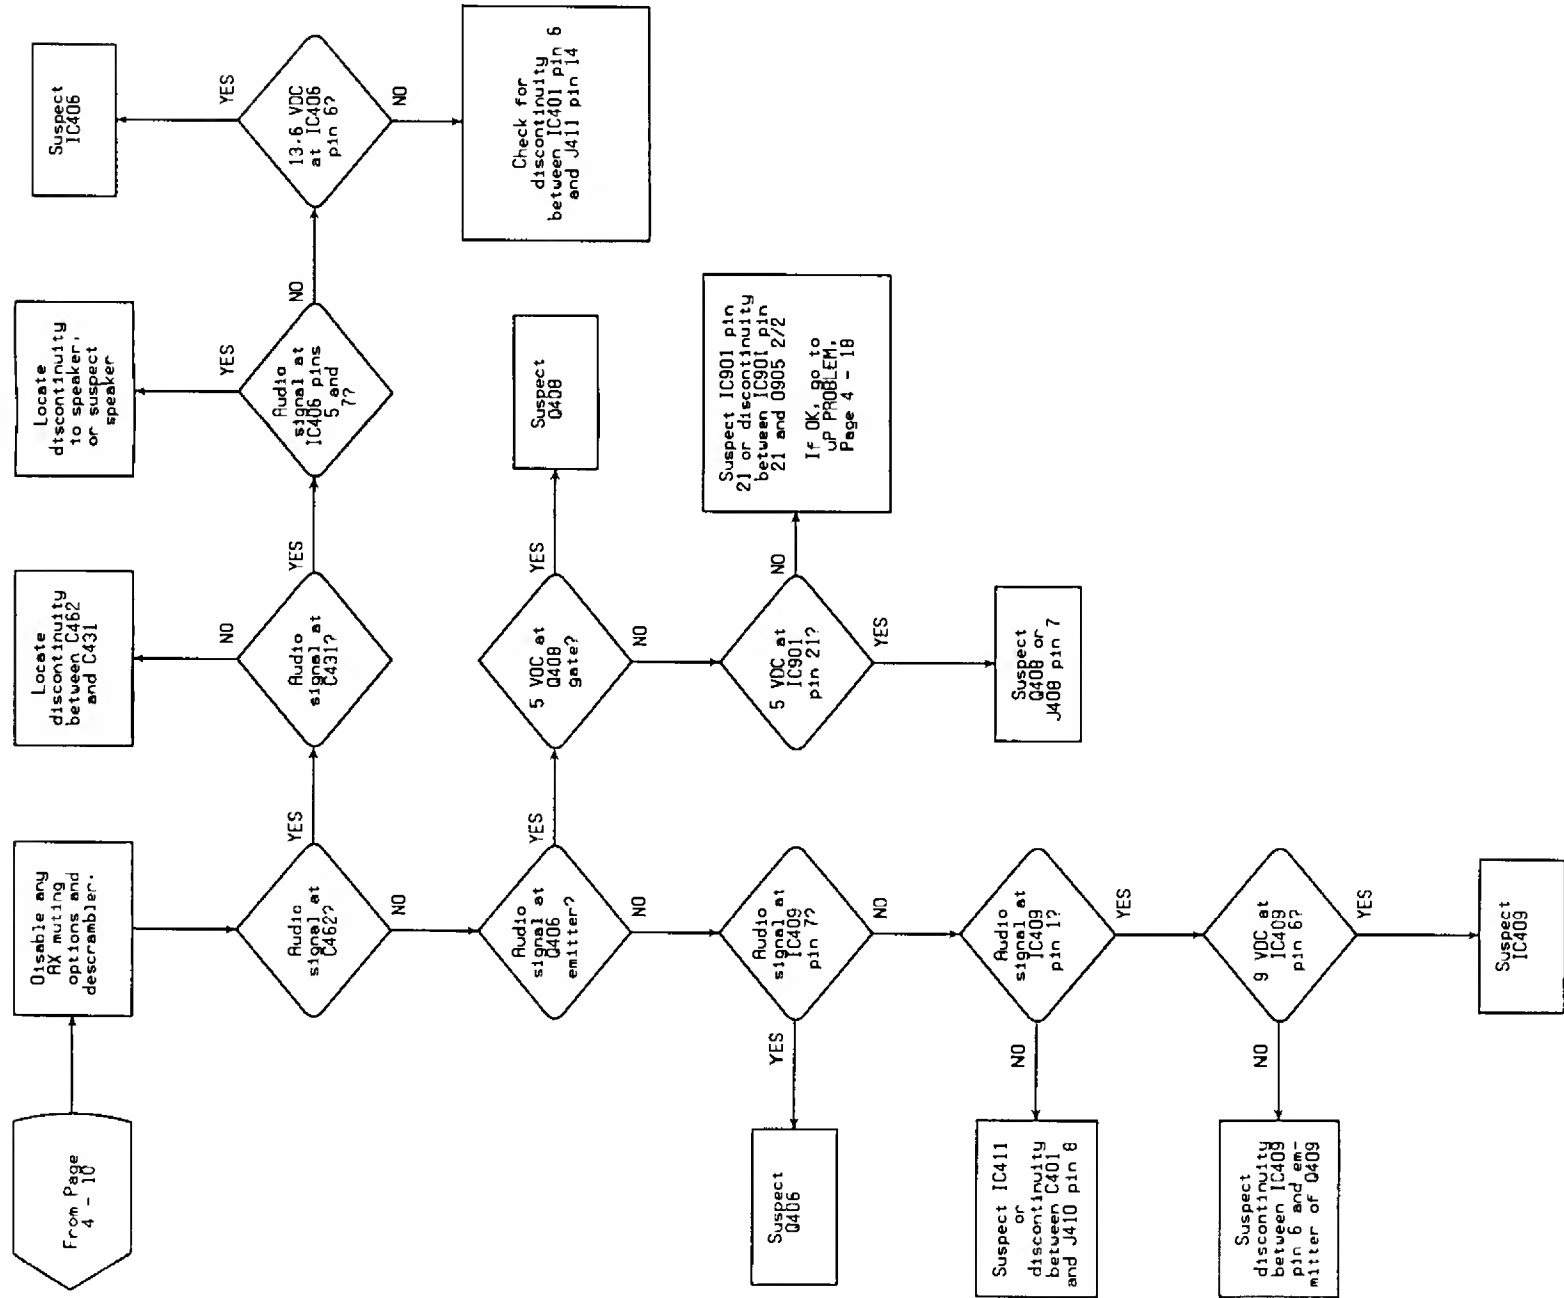 From Page
4 - 10
Disable any
RX muting
options and
descrambler.
Audio
signal at
C462?
YES
NO
Locate
discontinuity
between C462
and C431
NO
Audio
signal at
C431?
YES
Locate
discontinuity
to speaker,
or suspect
speaker
YES
Audio
signal at
IC406 pins
5 and
7?
NO
Suspect
IC406
YES
13.6 VDC
at IC406
pin 6?
NO
Check for
discontinuity
between IC401 pin 6
and J411 pin 14
Audio
signal at
Q406
emitter?
YES
NO
5 VDC at
Q408
gate?
YES
NO
Suspect
Q408
Audio
signal at
IC409
pin 7?
YES
NO
Suspect
Q406
5 VDC at
IC901
pin 21?
NO
YES
Suspect IC901 pin
21 or discontinuity
between IC901 pin
21 and Q905 2/2
If OK, go to
uP PROBLEM,
Page 4 - 18
Suspect
Q408 or
J408 pin 7
Audio
signal at
IC409
pin 1?
NO
YES
Suspect IC411
or
discontinuity
between C401
and J410 pin 8
9 VDC at
IC409
pin 6?
NO
YES
Suspect
discontinuity
between IC409
pin 6 and em-
mitter of Q409
Suspect
IC409